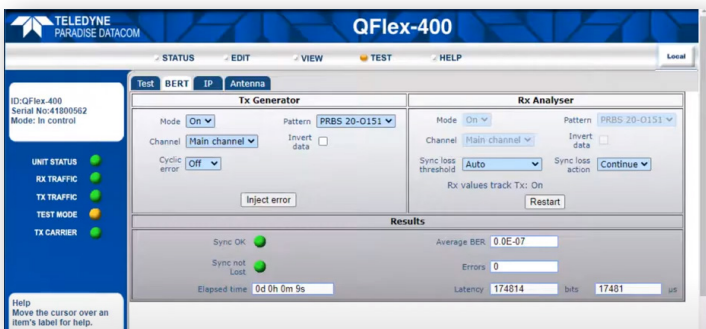 TELEDYNE
PARADISE DATACOM
QFlex-400
STATUS EDIT VIEW TEST HELP Local
Test BERT IP Antenna
ID:QFlex-400
Serial No:41800562
Mode: In control
UNIT STATUS
RX TRAFFIC
TX TRAFFIC
TEST MODE
TX CARRIER
Help
Move the cursor over an
item's label for help.
Tx Generator
Mode On Pattern PRBS 20-O151
Channel Main channel Invert data
Cyclic error Off
Inject error
Rx Analyser
Mode On Pattern PRBS 20-O151
Channel Main channel Invert data
Sync loss threshold Auto Sync loss action Continue
Rx values track Tx: On
Restart
Results
Sync OK Average BER 0.0E-07
Sync not Lost Errors 0
Elapsed time 0d 0h 0m 9s Latency 174814 bits 17481 µs